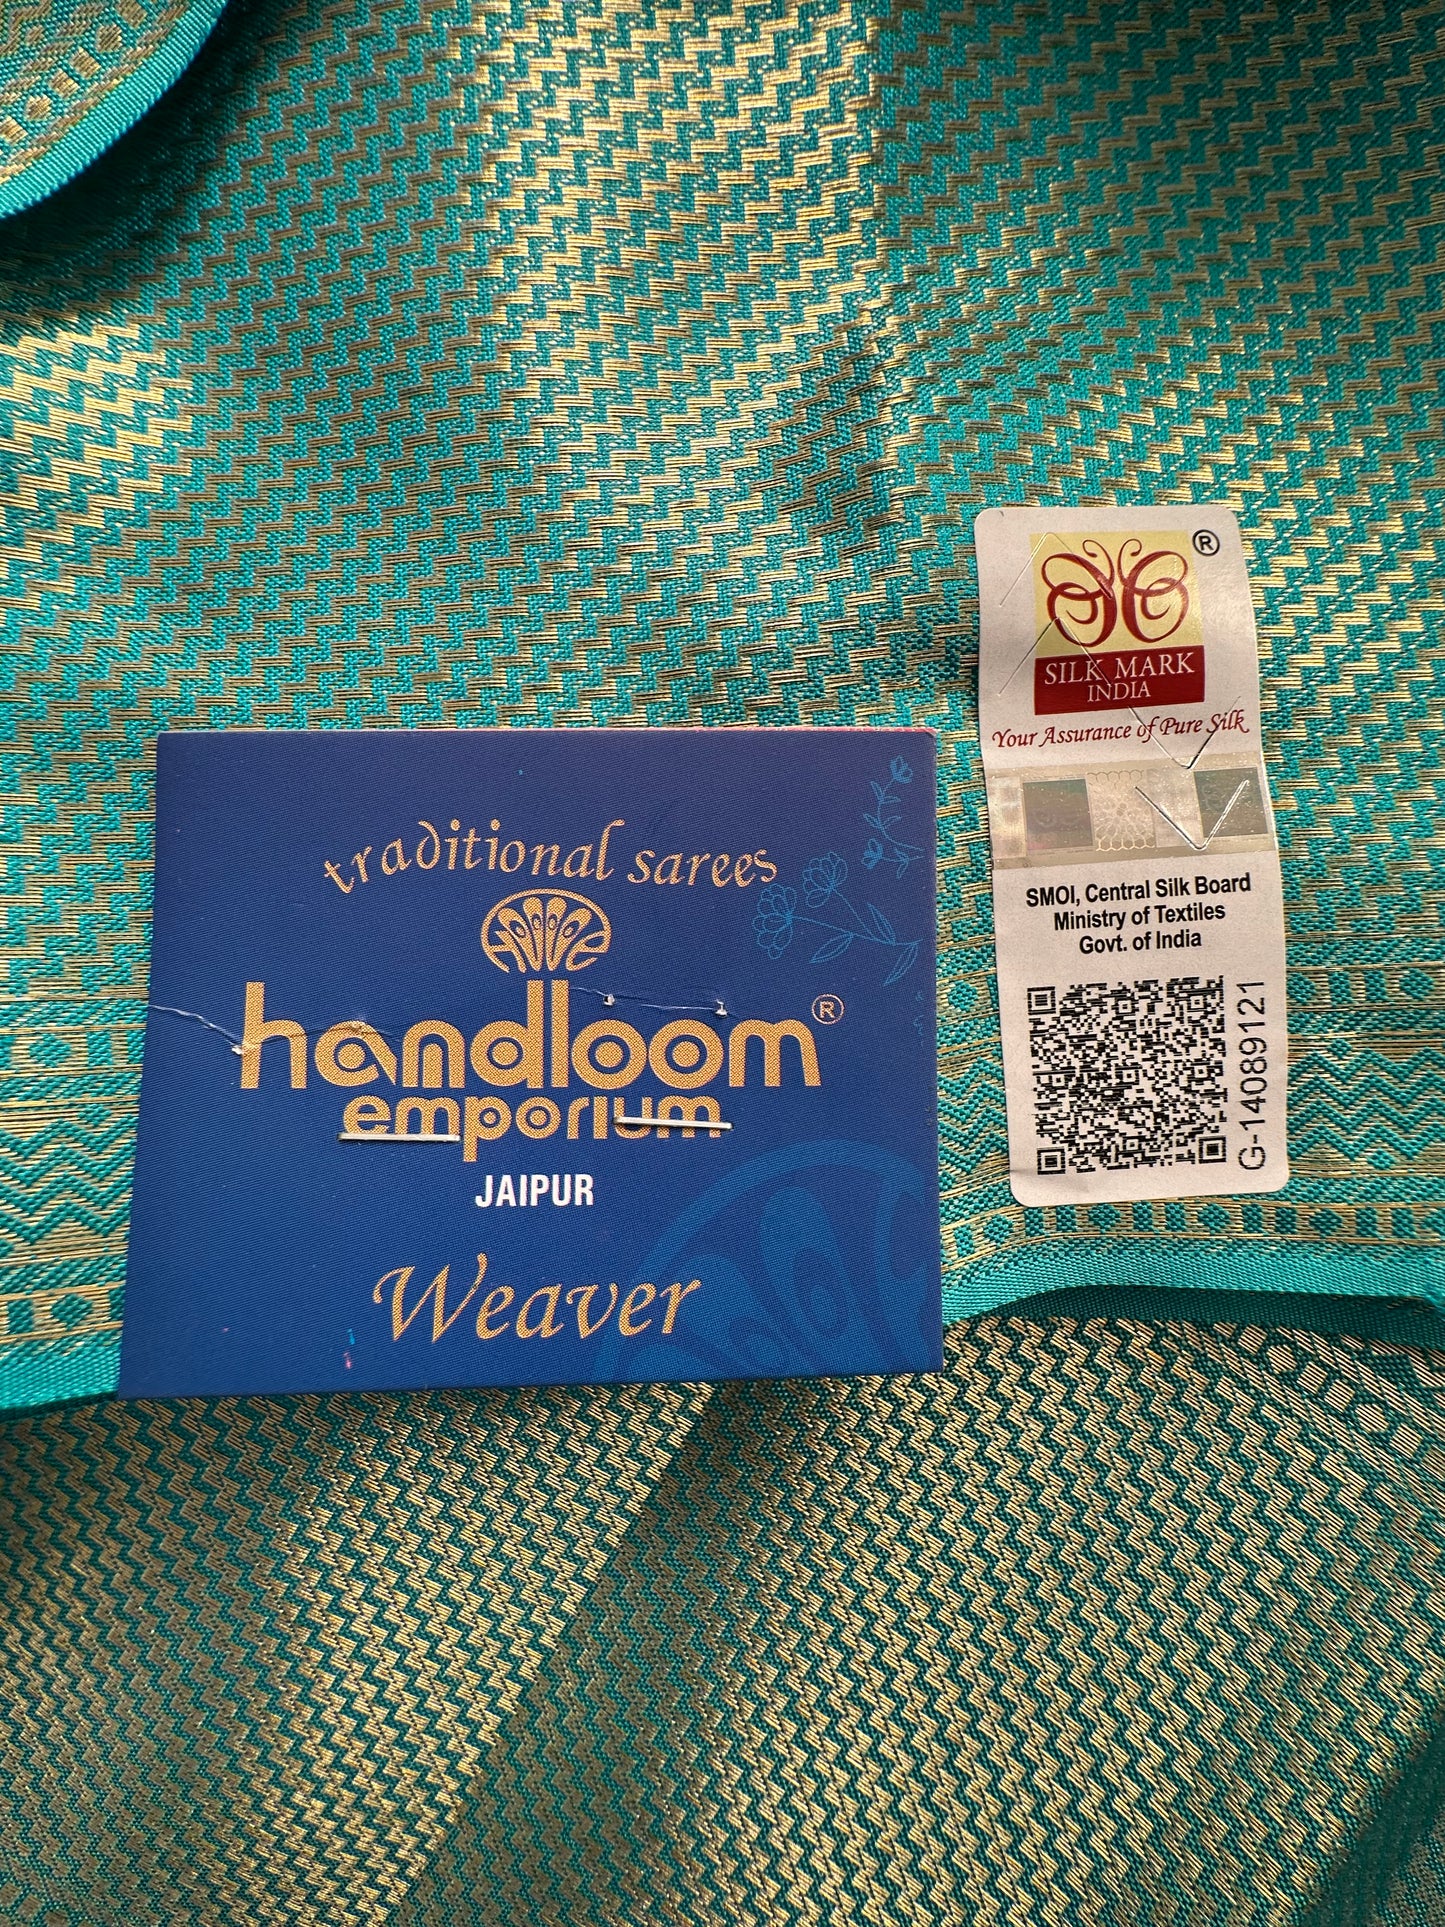 traditional sarees
handloom®
emporium
JAIPUR
Weaver
®
SILK MARK
INDIA
Your Assurance of Pure Silk
SMOI, Central Silk Board
Ministry of Textiles
Govt. of India
G-14089121